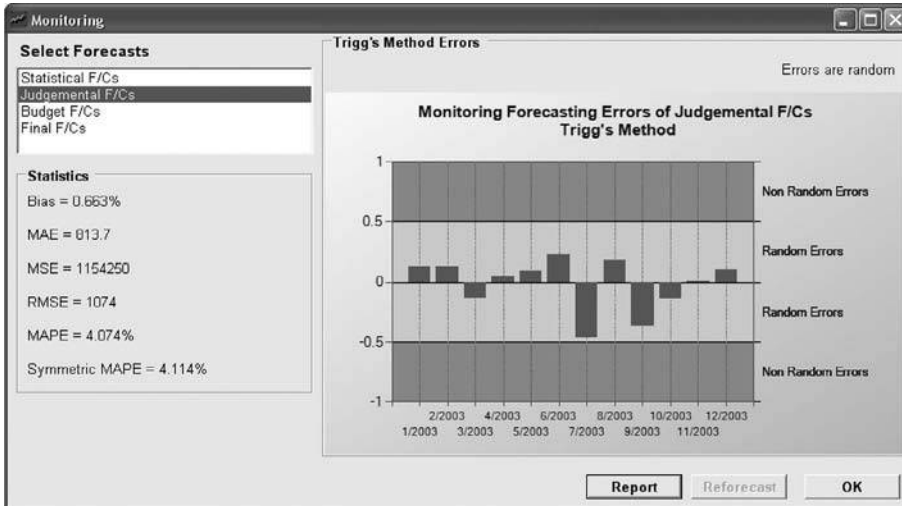 Monitoring
Select Forecasts
Statistical F/Cs
Judgemental F/Cs
Budget F/Cs
Final F/Cs
Statistics
Bias = 0.663%
MAE = 813.7
MSE = 1154250
RMSE = 1074
MAPE = 4.074%
Symmetric MAPE = 4.114%
Trigg's Method Errors
Errors are random
Monitoring Forecasting Errors of Judgemental F/Cs
Trigg's Method
1
Non Random Errors
0.5
Random Errors
0
Random Errors
-0.5
Non Random Errors
-1
2/2003 4/2003 6/2003 8/2003 10/2003 12/2003
1/2003 3/2003 5/2003 7/2003 9/2003 11/2003
Report Reforecast OK